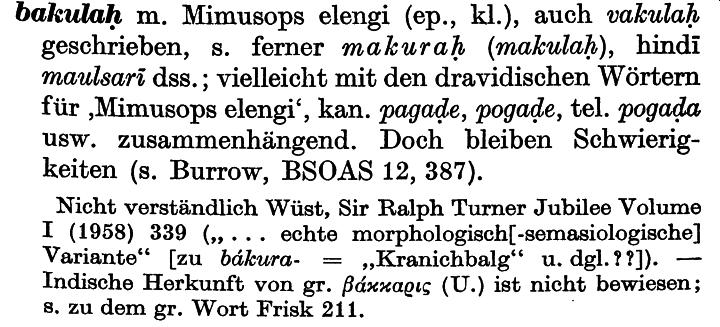 bakulaḥ m. Mimusops elengi (ep., kl.), auch vakulaḥ
geschrieben, s. ferner makuraḥ (makulaḥ), hindī
maulsarī dss.; vielleicht mit den dravidischen Wörtern
für ‚Mimusops elengi‘, kan. pagaḍe, pogaḍe, tel. pogaḍa
usw. zusammenhängend. Doch bleiben Schwierig-
keiten (s. Burrow, BSOAS 12, 387).
Nicht verständlich Wüst, Sir Ralph Turner Jubilee Volume
I (1958) 339 („... echte morphologisch[-semasiologische]
Variante“ [zu bákura- = „Kranichbalg“ u. dgl.??]). —
Indische Herkunft von gr. βάκκαρις (U.) ist nicht bewiesen;
s. zu dem gr. Wort Frisk 211.